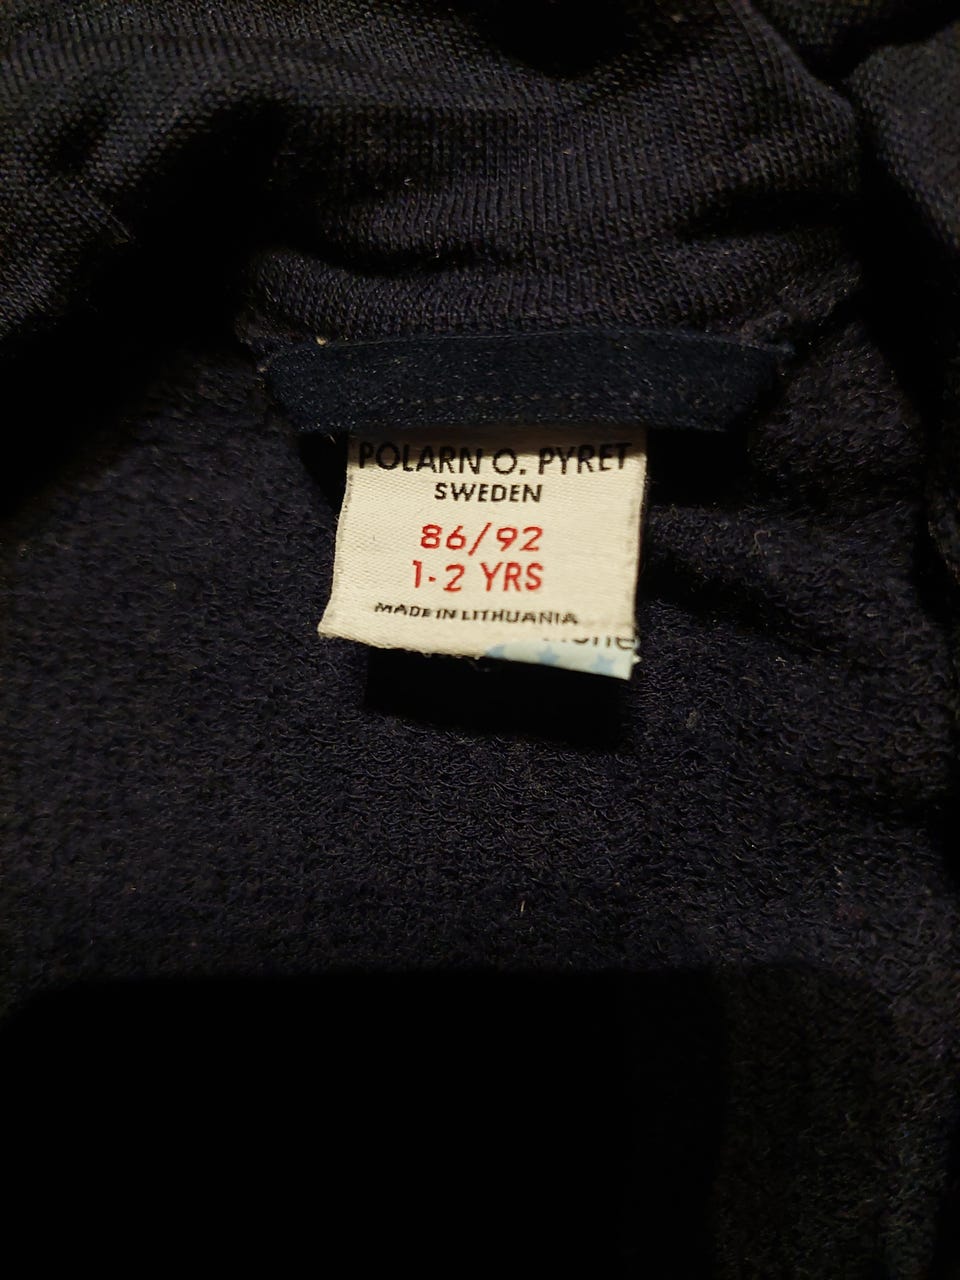 POLARN O. PYRET
SWEDEN
86/92
1-2 YRS
MADE IN LITHUANIA